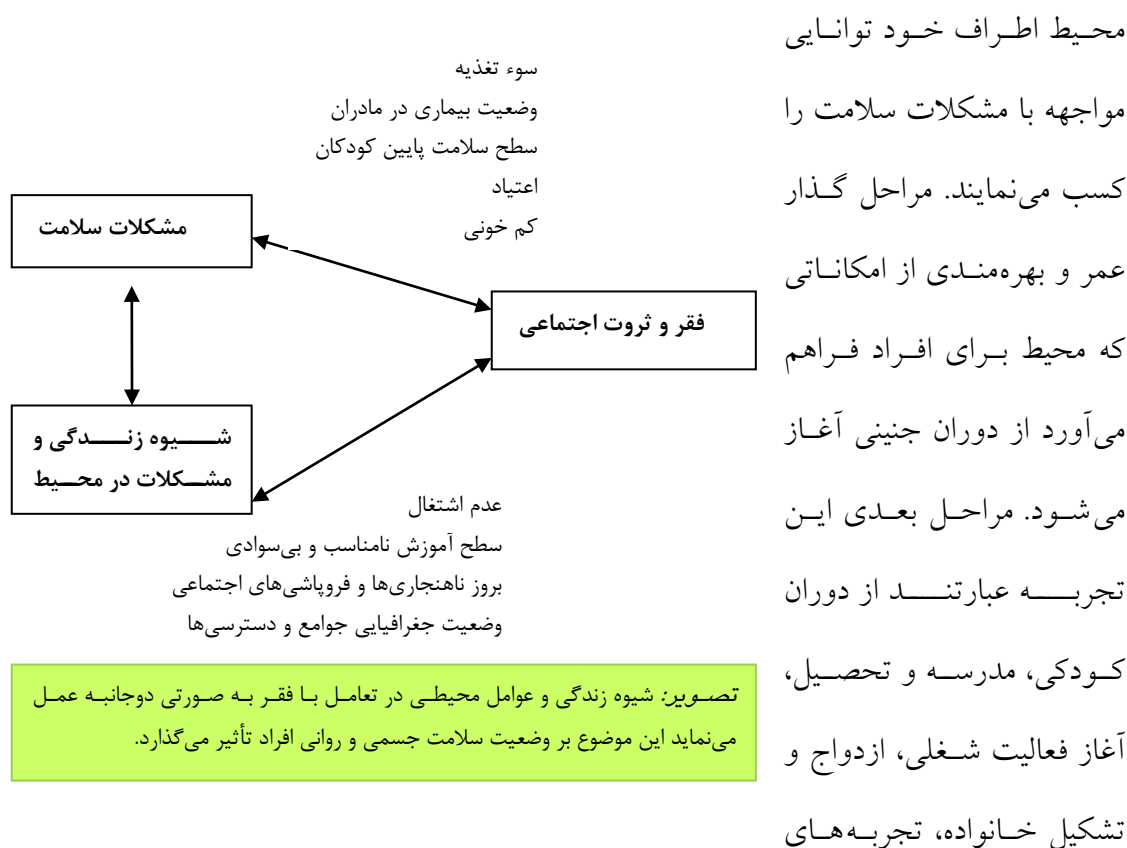 محیط اطراف خود توانایی
مواجهه با مشکلات سلامت را
کسب می‌نمایند. مراحل گذار
عمر و بهره‌مندی از امکاناتی
که محیط برای افراد فراهم
می‌آورد از دوران جنینی آغاز
می‌شود. مراحل بعدی این
تجربه عبارتند از دوران
کودکی، مدرسه و تحصیل،
آغاز فعالیت شغلی، ازدواج و
تشکیل خانواده، تجربه‌های
سوء تغذیه
وضعیت بیماری در مادران
سطح سلامت پایین کودکان
اعتیاد
کم خونی
مشکلات سلامت
فقر و ثروت اجتماعی
شیوه زندگی و
مشکلات در محیط
عدم اشتغال
سطح آموزش نامناسب و بی‌سوادی
بروز ناهنجاری‌ها و فروپاشی‌های اجتماعی
وضعیت جغرافیایی جوامع و دسترسی‌ها
تصویر: شیوه زندگی و عوامل محیطی در تعامل با فقر به صورتی دوجانبه عمل
می‌نماید این موضوع بر وضعیت سلامت جسمی و روانی افراد تأثیر می‌گذارد.